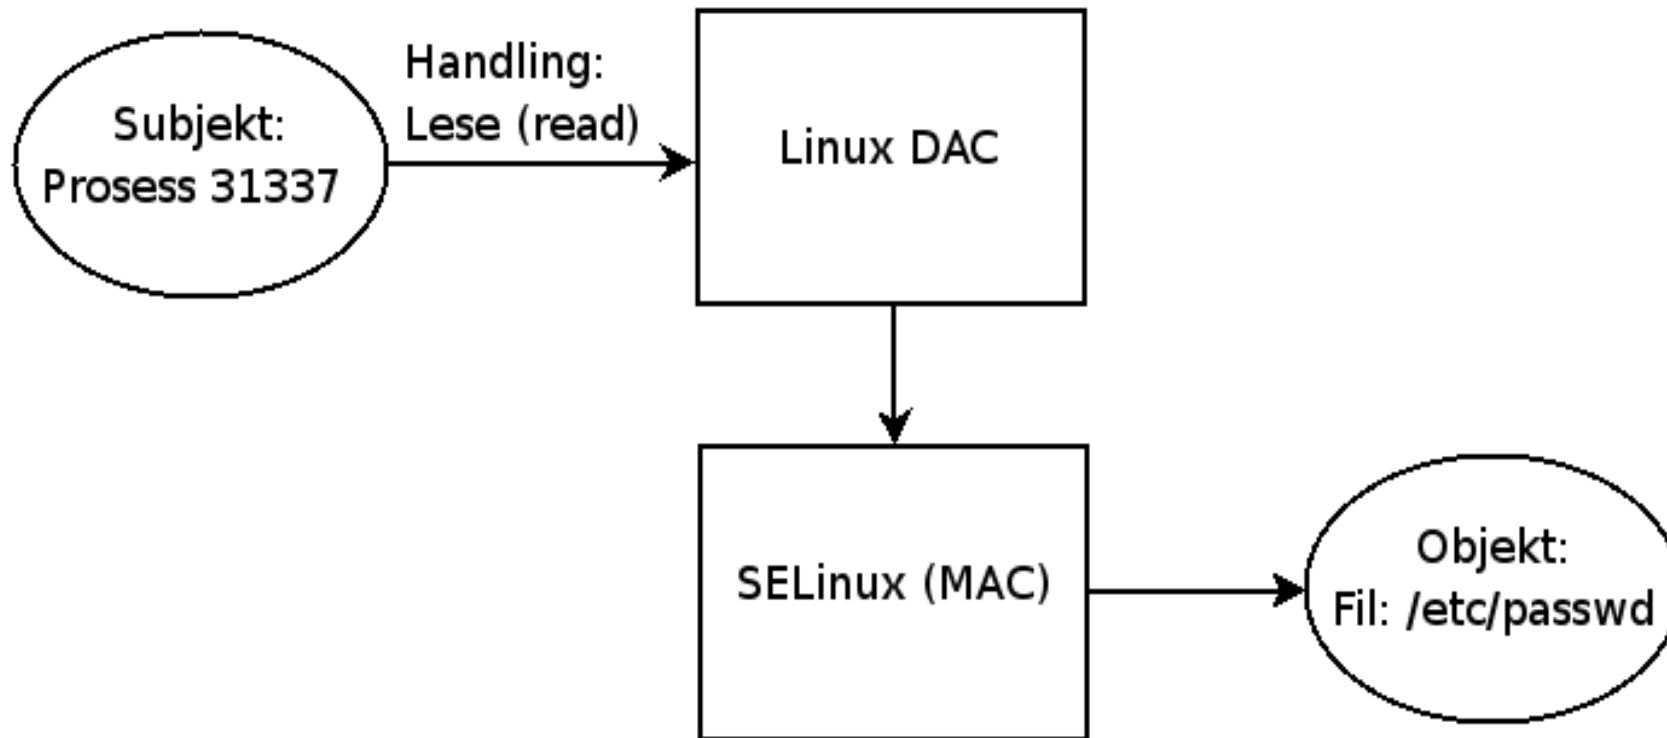 Subjekt:
Prosess 31337
Handling:
Lese (read)
Linux DAC
SELinux (MAC)
Objekt:
Fil: /etc/passwd